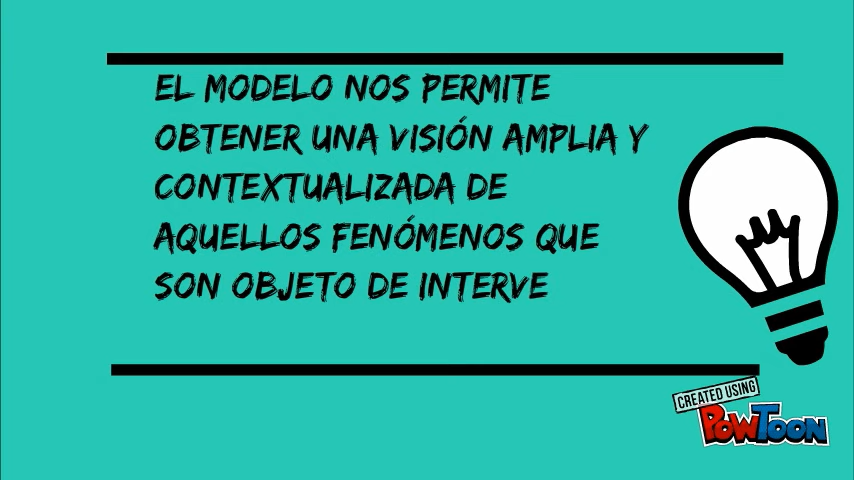 EL MODELO NOS PERMITE
OBTENER UNA VISIÓN AMPLIA Y
CONTEXTUALIZADA DE
AQUELLOS FENÓMENOS QUE
SON OBJETO DE INTERVE
CREATED USING
POWTOON